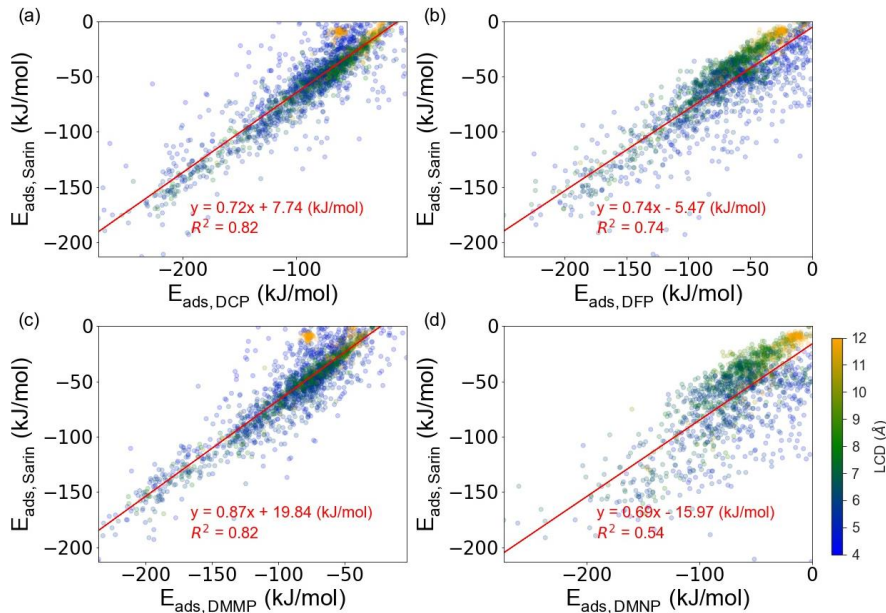 (a)
0
−50
−100
−150
−200
E_ads, Sarin (kJ/mol)
y = 0.72x + 7.74 (kJ/mol)
R² = 0.82
−200 −100
E_ads, DCP (kJ/mol)
(b)
0
−50
−100
−150
−200
E_ads, Sarin (kJ/mol)
y = 0.74x - 5.47 (kJ/mol)
R² = 0.74
−200 −150 −100 −50 0
E_ads, DFP (kJ/mol)
(c)
0
−50
−100
−150
−200
E_ads, Sarin (kJ/mol)
y = 0.87x + 19.84 (kJ/mol)
R² = 0.82
−200 −150 −100 −50
E_ads, DMMP (kJ/mol)
(d)
0
−50
−100
−150
−200
E_ads, Sarin (kJ/mol)
y = 0.69x - 15.97 (kJ/mol)
R² = 0.54
−200 −100 0
E_ads, DMNP (kJ/mol)
12
11
10
9
8
7
6
5
4
LCD (Å)